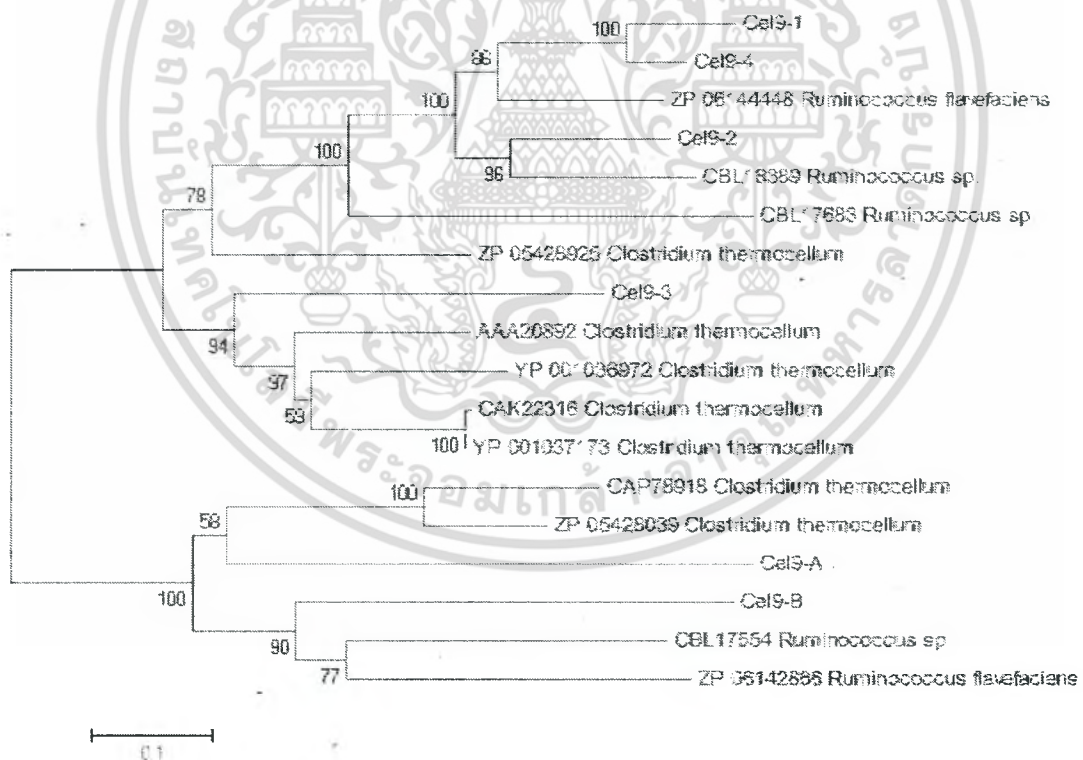 100
Cel9-1
Cel9-4
ZP 06144448 Ruminococcus flavefaciens
100
Cel9-2
96
CBL18389 Ruminococcus sp.
100
CBL17683 Ruminococcus sp
78
ZP 05428925 Clostridium thermocellum
Cel9-3
94
AAA20892 Clostridium thermocellum
97
YP 001036972 Clostridium thermocellum
59
CAK22316 Clostridium thermocellum
100
YP 001037173 Clostridium thermocellum
CAP78918 Clostridium thermocellum
100
58
ZP 05428039 Clostridium thermocellum
Cel9-A
100
Cel9-B
90
CBL17554 Ruminococcus sp
77
ZP 06142886 Ruminococcus flavefaciens
0.1